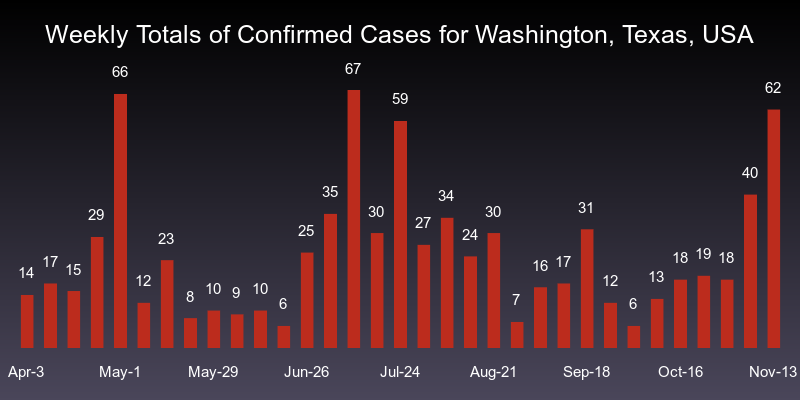 Weekly Totals of Confirmed Cases for Washington, Texas, USA
14 17 15 29 66 12 23 8 10 9 10 6 25 35 67 30 59 27 34 24 30 7 16 17 31 12 6 13 18 19 18 40 62
Apr-3 May-1 May-29 Jun-26 Jul-24 Aug-21 Sep-18 Oct-16 Nov-13